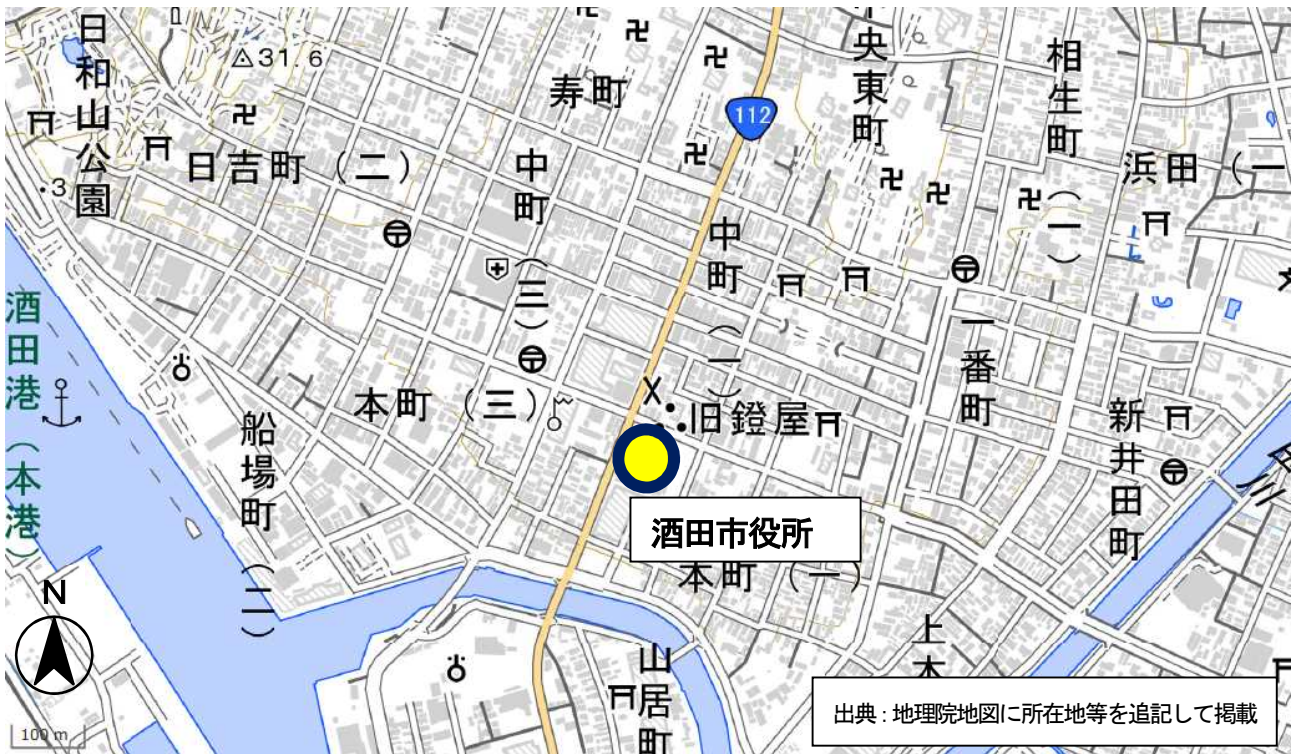 日和山公園
31.6
寿町
112
央東町
相生町(一)
浜田(一
日吉町(二)
中町(三)
中町(一)
・3
酒田港(本港)
船場町(二)
本町(三)
旧鐙屋
一番町
新井田町
酒田市役所
本町(一)
山居町
上本
N
100 m
出典:地理院地図に所在地等を追記して掲載